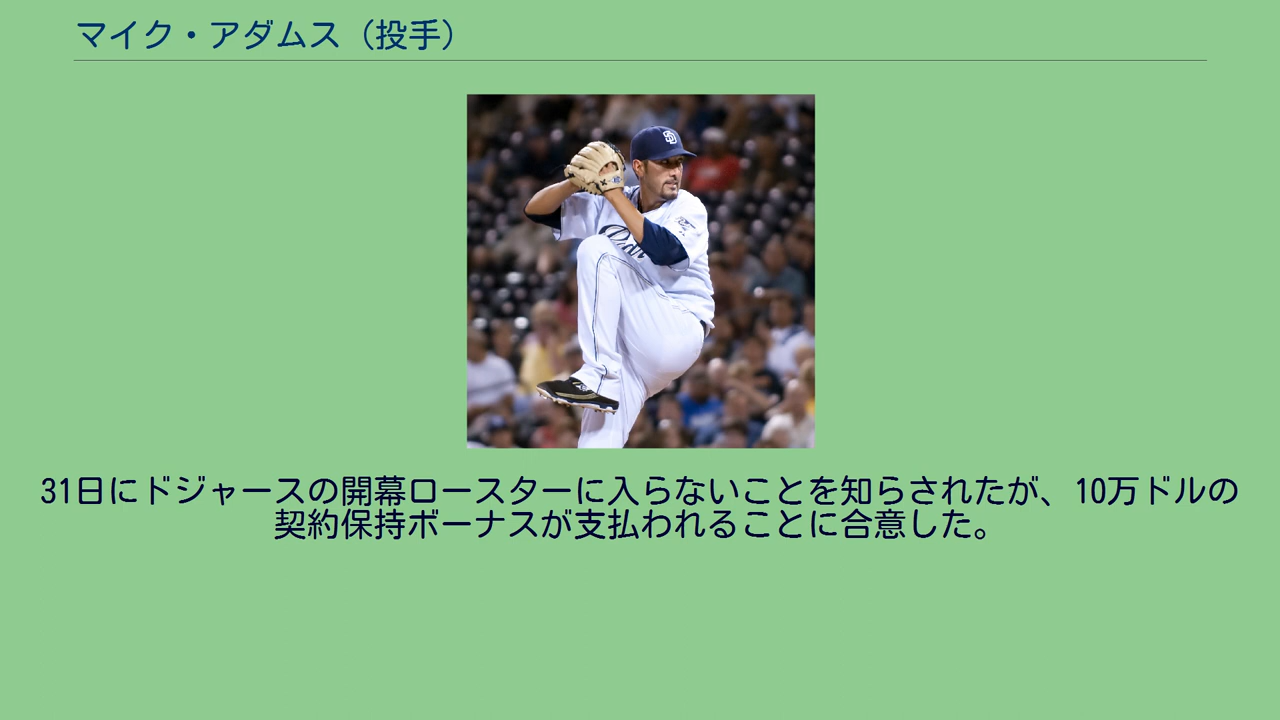 マイク・アダムス（投手）
SD
Padr
31日にドジャースの開幕ロースターに入らないことを知らされたが、10万ドルの
契約保持ボーナスが支払われることに合意した。